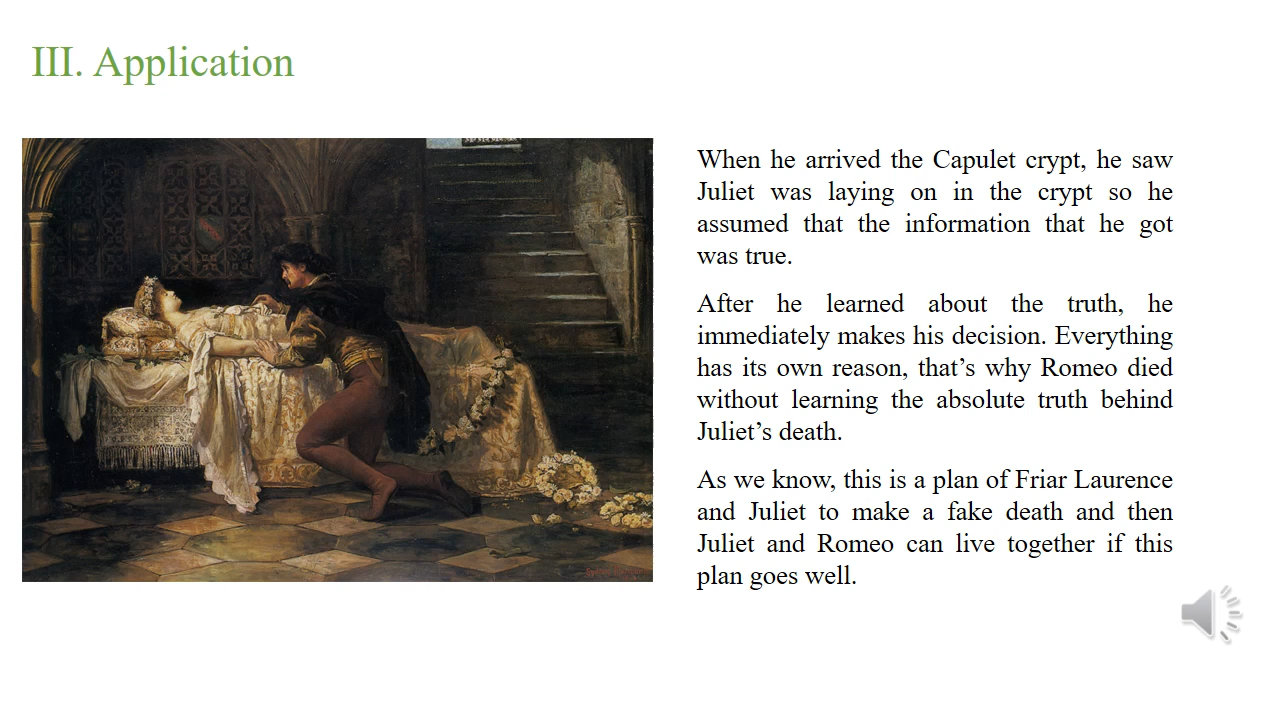 III. Application
When he arrived the Capulet crypt, he saw
Juliet was laying on in the crypt so he
assumed that the information that he got
was true.
After he learned about the truth, he
immediately makes his decision. Everything
has its own reason, that’s why Romeo died
without learning the absolute truth behind
Juliet’s death.
As we know, this is a plan of Friar Laurence
and Juliet to make a fake death and then
Juliet and Romeo can live together if this
plan goes well.